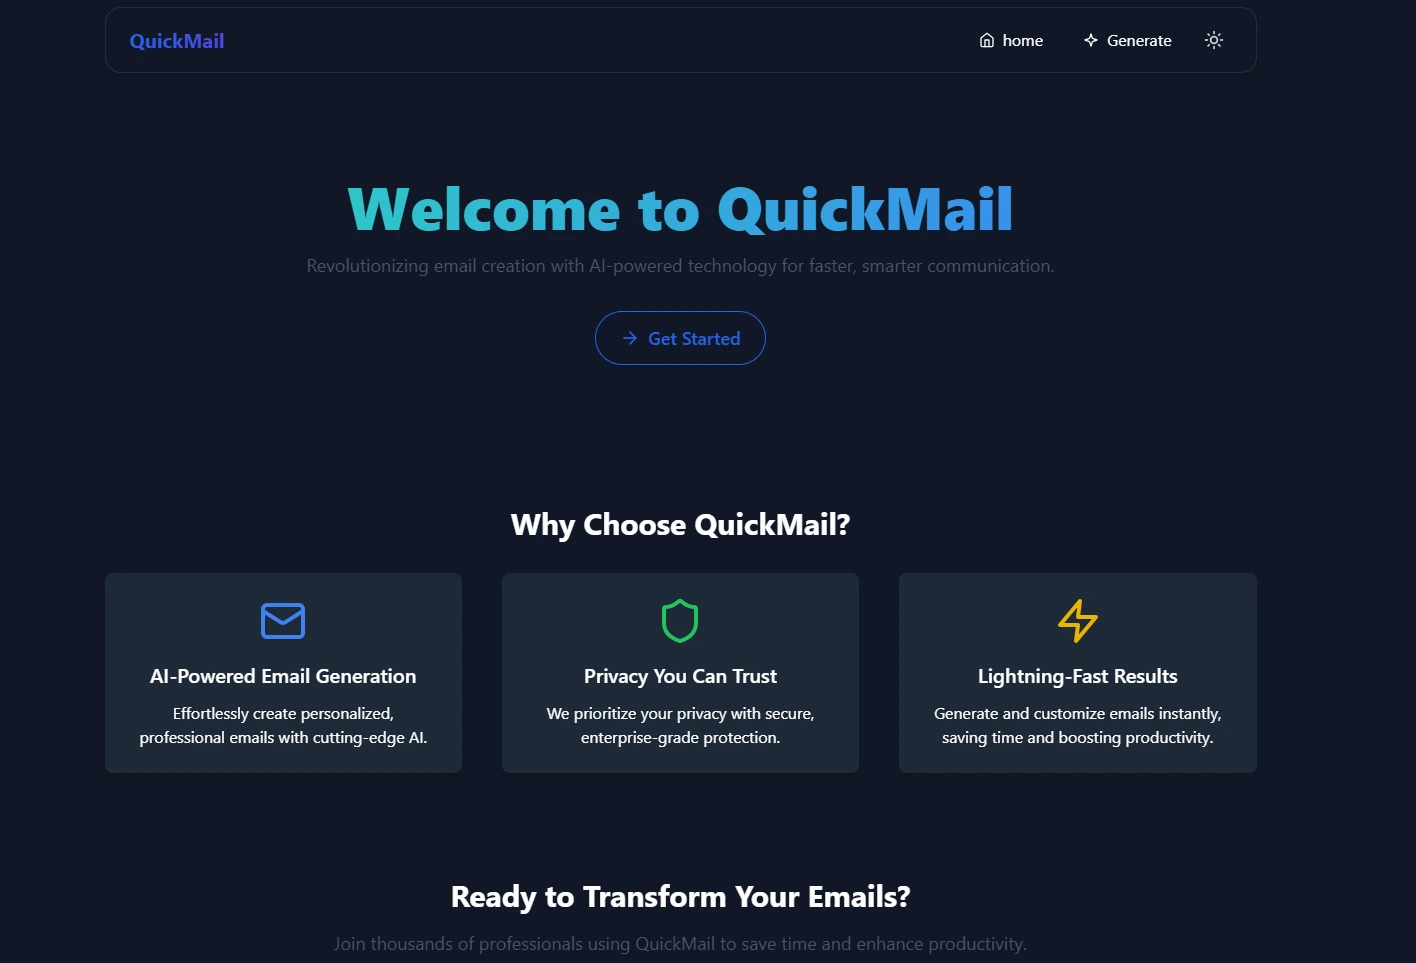 QuickMail
home
Generate
Welcome to QuickMail
Revolutionizing email creation with AI-powered technology for faster, smarter communication.
Get Started
Why Choose QuickMail?
AI-Powered Email Generation
Effortlessly create personalized,
professional emails with cutting-edge AI.
Privacy You Can Trust
We prioritize your privacy with secure,
enterprise-grade protection.
Lightning-Fast Results
Generate and customize emails instantly,
saving time and boosting productivity.
Ready to Transform Your Emails?
Join thousands of professionals using QuickMail to save time and enhance productivity.